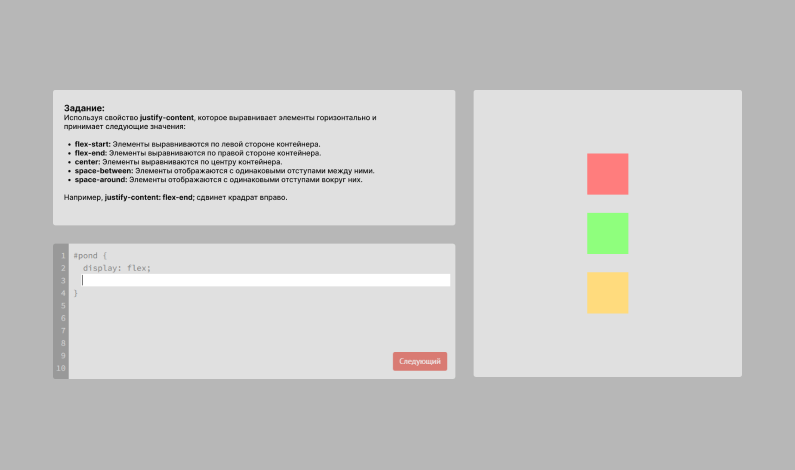 Задание:
Используя свойство justify-content, которое выравнивает элементы горизонтально и
принимает следующие значения:
• flex-start: Элементы выравниваются по левой стороне контейнера.
• flex-end: Элементы выравниваются по правой стороне контейнера.
• center: Элементы выравниваются по центру контейнера.
• space-between: Элементы отображаются с одинаковыми отступами между ними.
• space-around: Элементы отображаются с одинаковыми отступами вокруг них.
Например, justify-content: flex-end; сдвинет крадрат вправо.
1 #pond {
2 display: flex;
3
4 }
5
6
7
8
9
10
Следующий